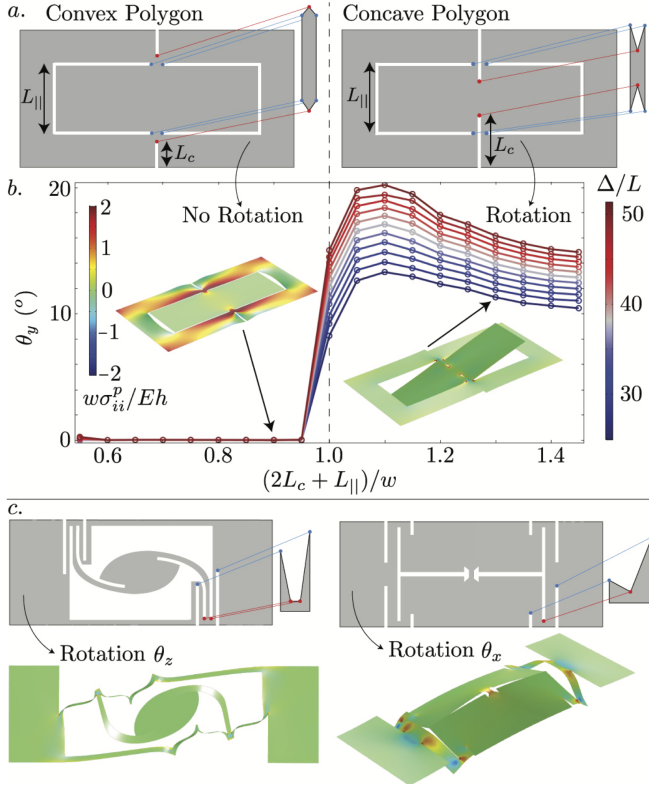 a. Convex Polygon Concave Polygon
L|| L||
Lc Lc
b.
20 No Rotation Rotation Δ/L
2 50
1
0 40
10
−1
−2 30
θy (°)
wσᵖii/Eh
0
0.6 0.8 1.0 1.2 1.4
(2Lc + L||)/w
c.
Rotation θz Rotation θx